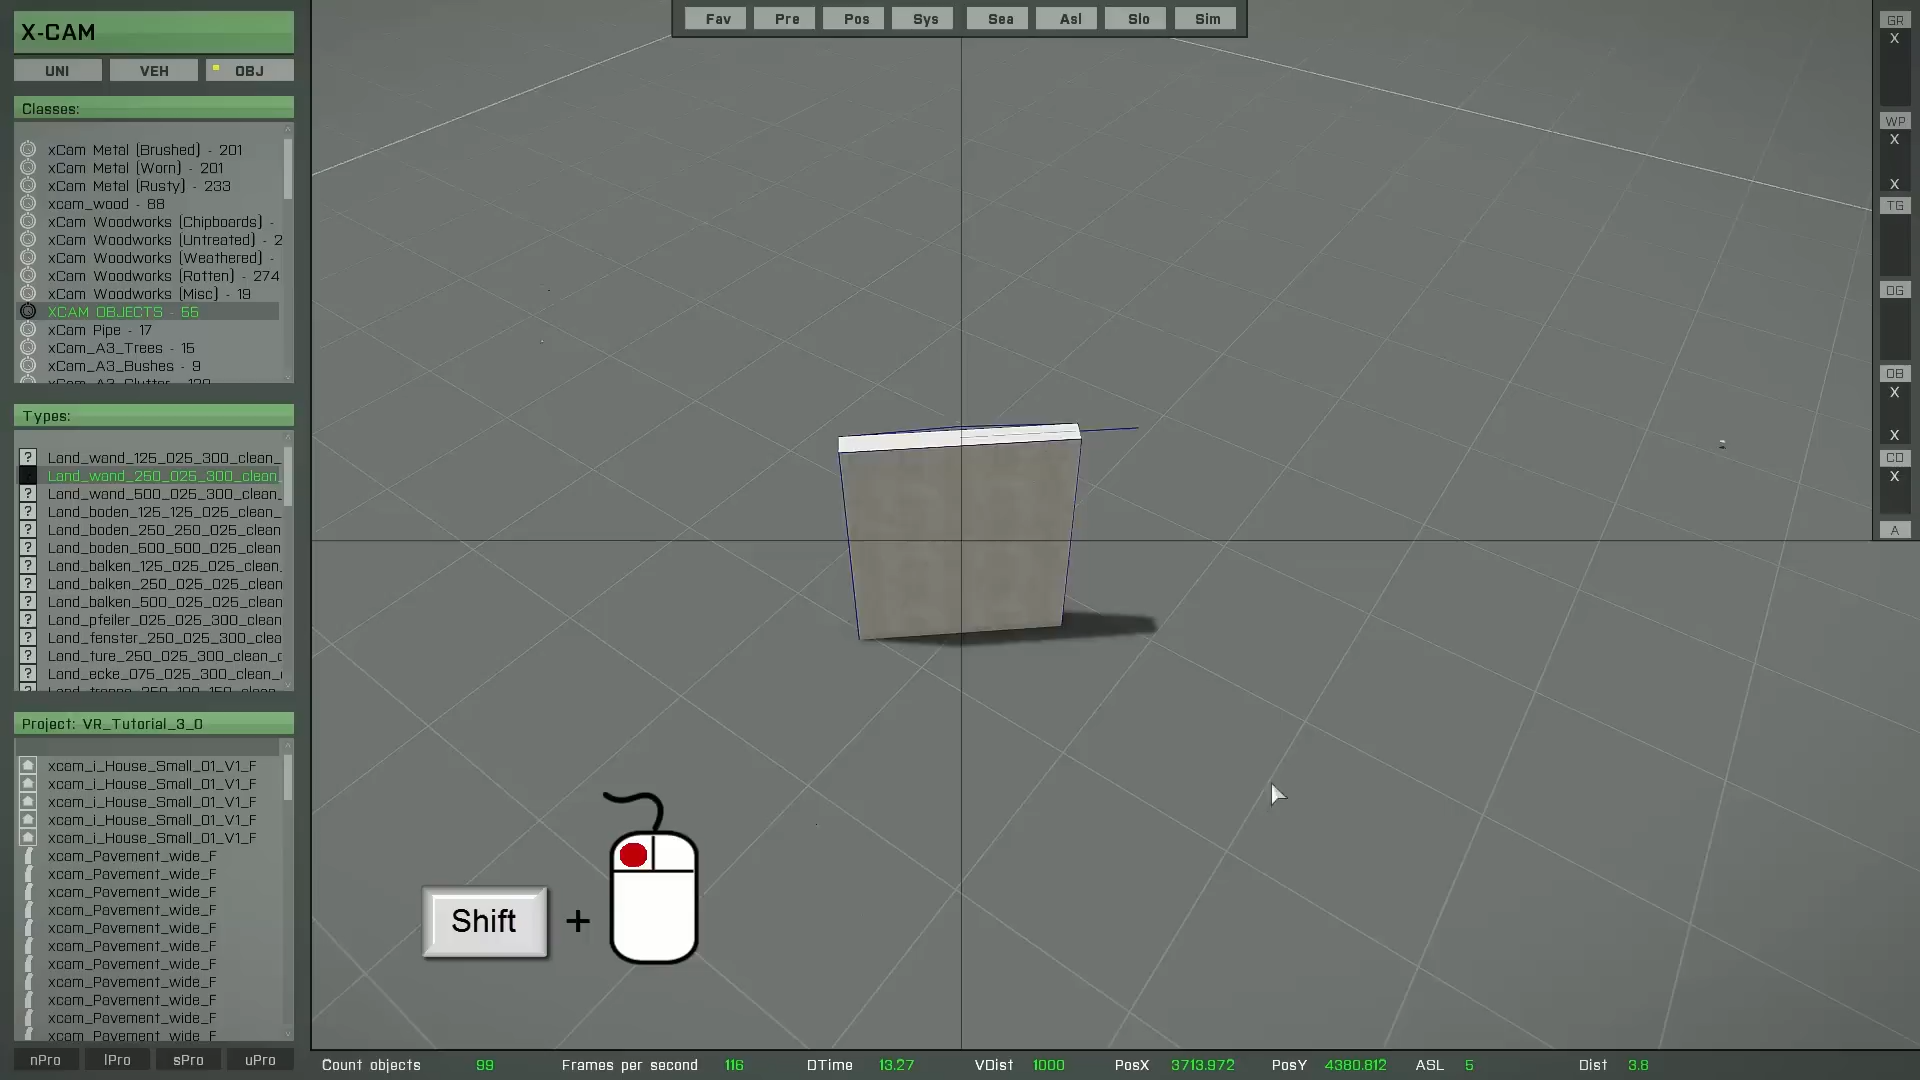 X-CAM
UNI VEH OBJ
Classes:
xCam Metal (Brushed) - 201
xCam Metal (Worn) - 201
xCam Metal (Rusty) - 233
xcam_wood - 88
xCam Woodworks (Chipboards) -
xCam Woodworks (Untreated) - 2
xCam Woodworks (Weathered) -
xCam Woodworks (Rotten) - 274
xCam Woodworks (Misc) - 19
XCAM OBJECTS - 55
xCam Pipe - 17
xCam_A3_Trees - 15
xCam_A3_Bushes - 9
Types:
? Land_wand_125_025_300_clean_
Land_wand_250_025_300_clean_
? Land_wand_500_025_300_clean_
? Land_boden_125_125_025_clean_
? Land_boden_250_250_025_clean
? Land_boden_500_500_025_clean
? Land_balken_125_025_025_clean_
? Land_balken_250_025_025_clean
? Land_balken_500_025_025_clean
? Land_pfeiler_025_025_300_clean
? Land_fenster_250_025_300_clea
? Land_ture_250_025_300_clean_c
? Land_ecke_075_025_300_clean_
Project: VR_Tutorial_3_0
xcam_i_House_Small_01_V1_F
xcam_i_House_Small_01_V1_F
xcam_i_House_Small_01_V1_F
xcam_i_House_Small_01_V1_F
xcam_i_House_Small_01_V1_F
xcam_Pavement_wide_F
xcam_Pavement_wide_F
xcam_Pavement_wide_F
xcam_Pavement_wide_F
xcam_Pavement_wide_F
xcam_Pavement_wide_F
xcam_Pavement_wide_F
xcam_Pavement_wide_F
xcam_Pavement_wide_F
xcam_Pavement_wide_F
xcam_Pavement_wide_F
nPro lPro sPro uPro
Fav Pre Pos Sys Sea Asl Slo Sim
Shift +
GR
X
WP
X
X
TG
OG
OB
X
X
CO
X
A
Count objects 99 Frames per second 116 DTime 13.27 VDist 1000 PosX 3713.972 PosY 4380.812 ASL 5 Dist 3.8